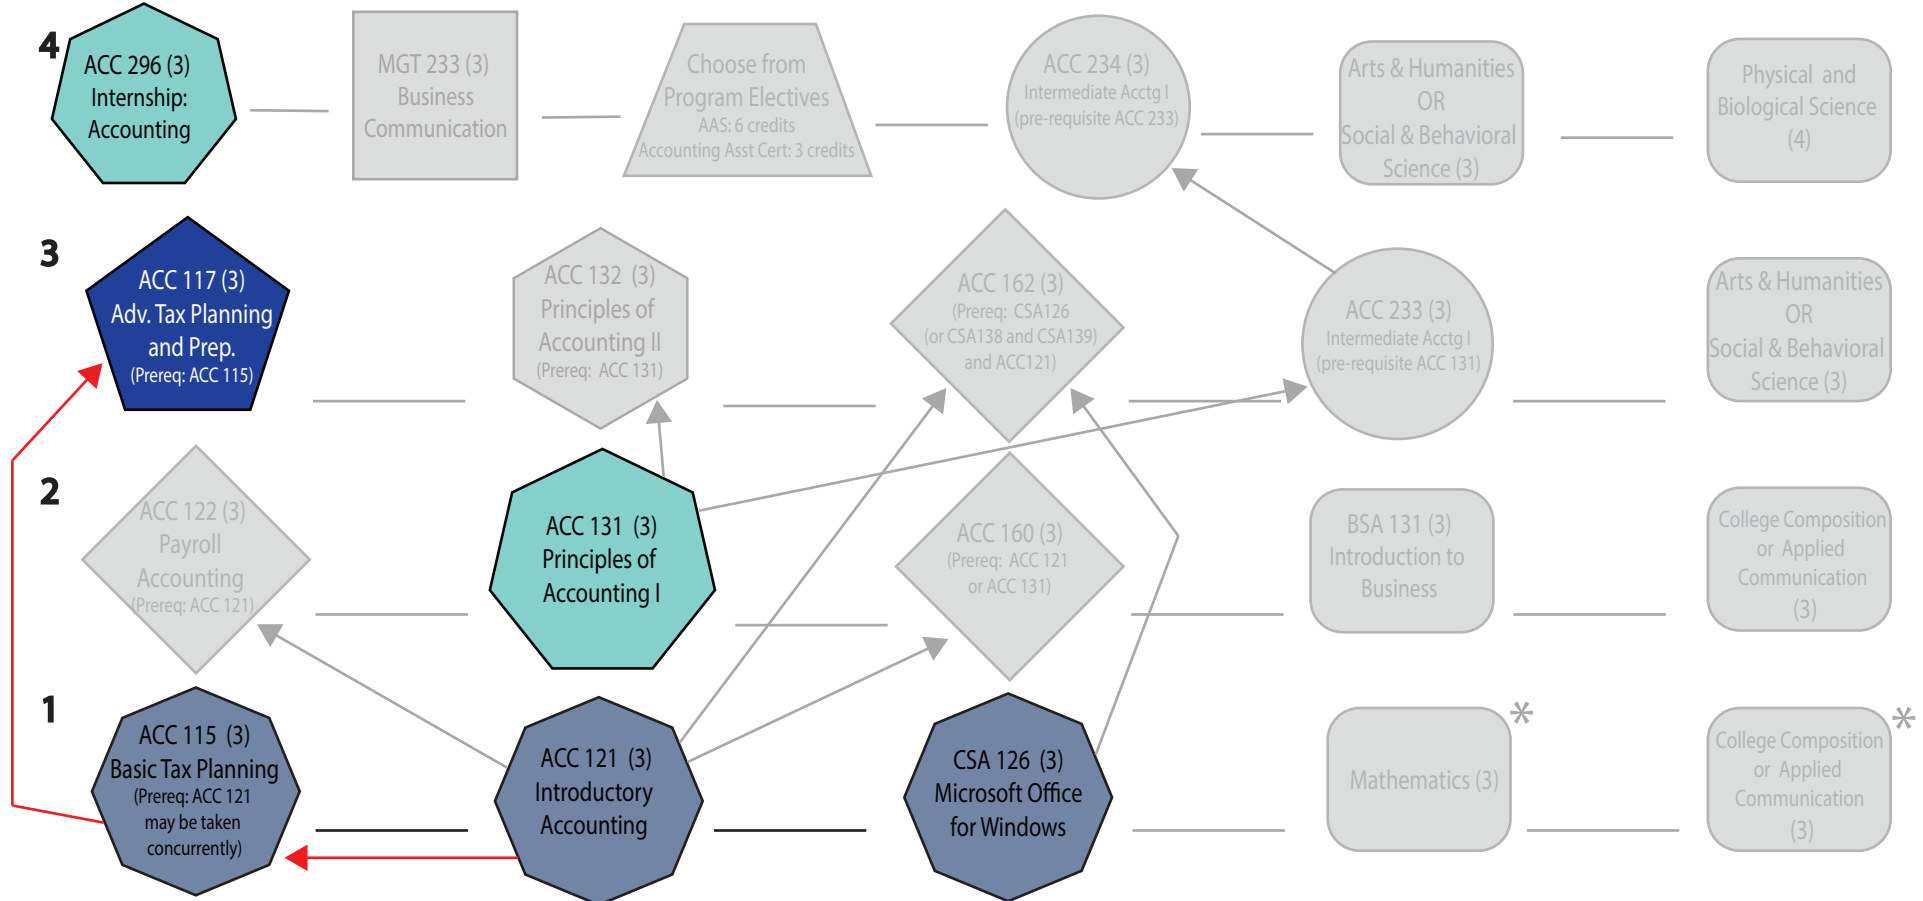 4
ACC 296 (3)
Internship:
Accounting
MGT 233 (3)
Business
Communication
Choose from
Program Electives
AAS: 6 credits
Accounting Asst Cert: 3 credits
ACC 234 (3)
Intermediate Acctg I
(pre-requisite ACC 233)
Arts & Humanities
OR
Social & Behavioral
Science (3)
Physical and
Biological Science
(4)
3
ACC 117 (3)
Adv. Tax Planning
and Prep.
(Prereq: ACC 115)
ACC 132 (3)
Principles of
Accounting II
(Prereq: ACC 131)
ACC 162 (3)
(Prereq: CSA126
(or CSA138 and CSA139)
and ACC121)
ACC 233 (3)
Intermediate Acctg I
(pre-requisite ACC 131)
Arts & Humanities
OR
Social & Behavioral
Science (3)
2
ACC 122 (3)
Payroll
Accounting
(Prereq: ACC 121)
ACC 131 (3)
Principles of
Accounting I
ACC 160 (3)
(Prereq: ACC 121
or ACC 131)
BSA 131 (3)
Introduction to
Business
College Composition
or Applied
Communication
(3)
1
ACC 115 (3)
Basic Tax Planning
(Prereq: ACC 121
may be taken
concurrently)
ACC 121 (3)
Introductory
Accounting
CSA 126 (3)
Microsoft Office
for Windows
Mathematics (3)
*
College Composition
or Applied
Communication
(3)
*